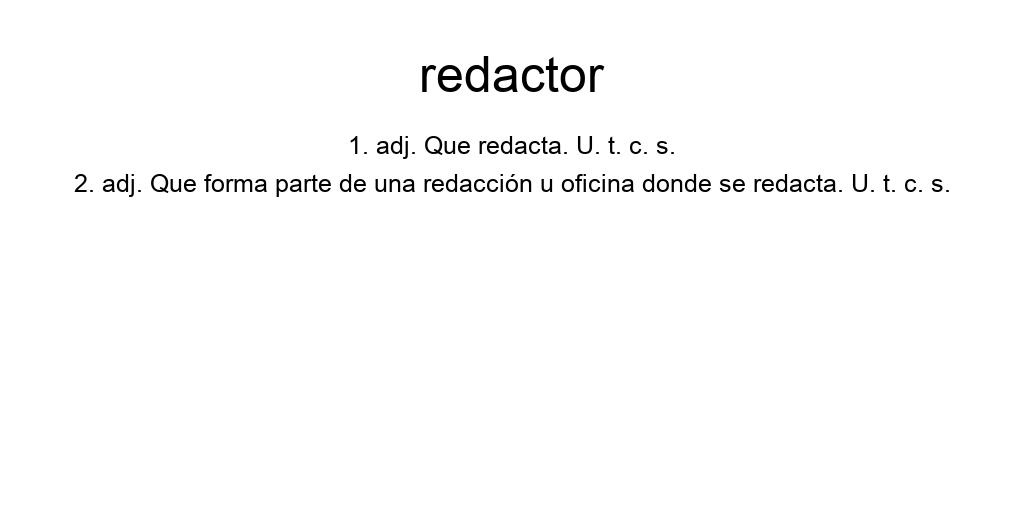 redactor
1. adj. Que redacta. U. t. c. s.
2. adj. Que forma parte de una redacción u oficina donde se redacta. U. t. c. s.